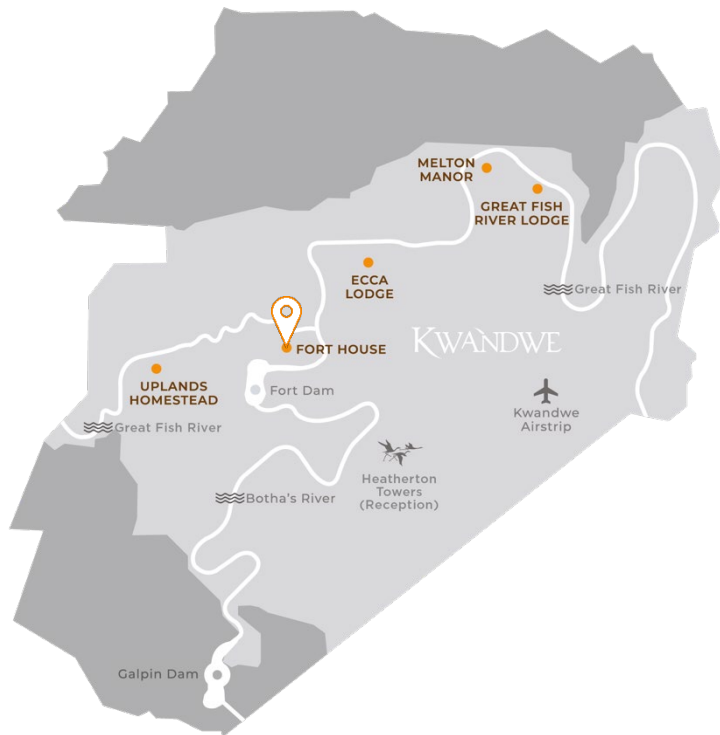 MELTON
MANOR
GREAT FISH
RIVER LODGE
ECCA
LODGE
Great Fish River
FORT HOUSE
KWANDWE
UPLANDS
HOMESTEAD
Fort Dam
Kwandwe
Airstrip
Great Fish River
Heatherton
Towers
(Reception)
Botha's River
Galpin Dam